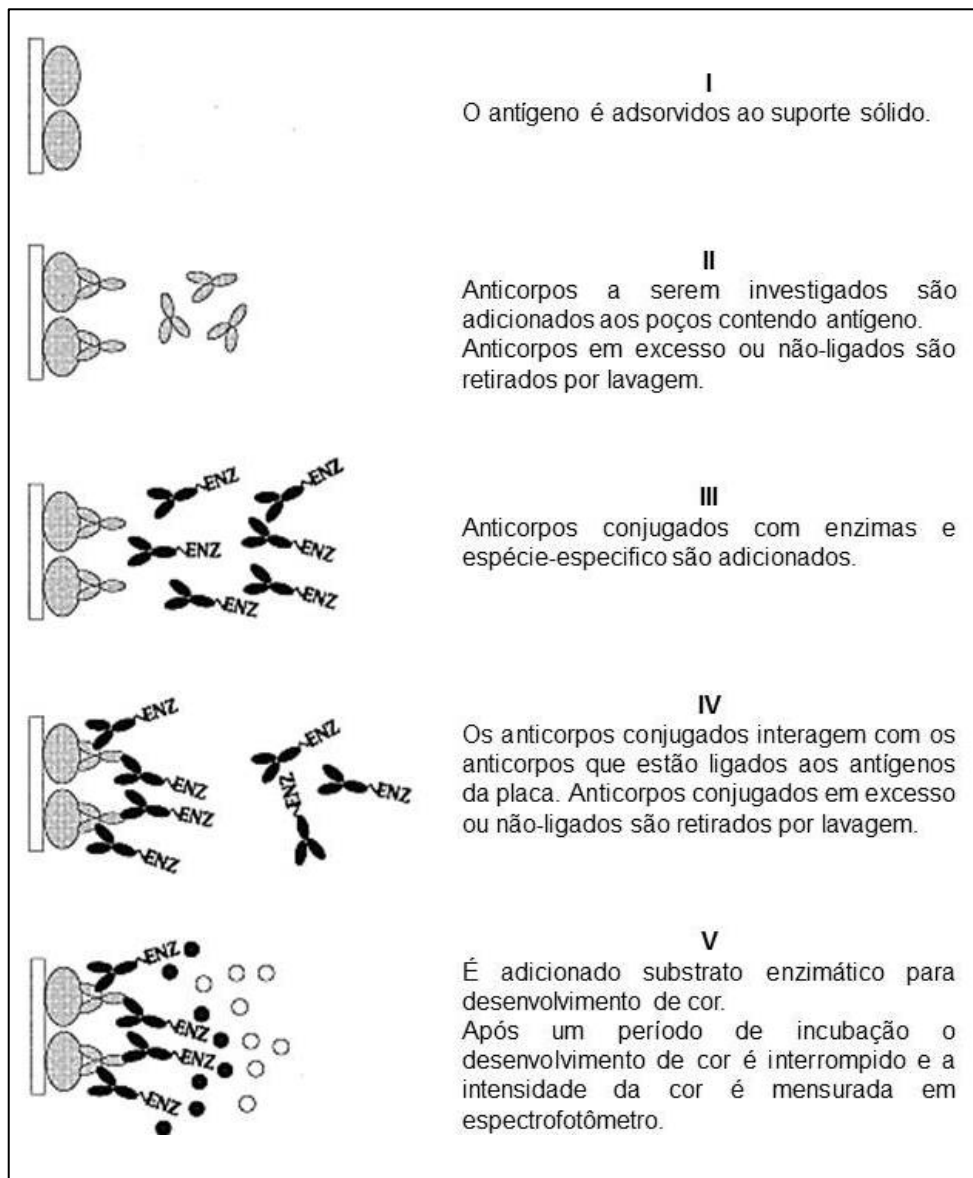 I
O antígeno é adsorvidos ao suporte sólido.
II
Anticorpos a serem investigados são
adicionados aos poços contendo antígeno.
Anticorpos em excesso ou não-ligados são
retirados por lavagem.
ENZ
ENZ
ENZ
ENZ
ENZ
ENZ
III
Anticorpos conjugados com enzimas e
espécie-especifico são adicionados.
ENZ
ENZ
ENZ
ENZ
ENZ
ENZ
ENZ
IV
Os anticorpos conjugados interagem com os
anticorpos que estão ligados aos antígenos
da placa. Anticorpos conjugados em excesso
ou não-ligados são retirados por lavagem.
ENZ
ENZ
ENZ
ENZ
V
É adicionado substrato enzimático para
desenvolvimento de cor.
Após um período de incubação o
desenvolvimento de cor é interrompido e a
intensidade da cor é mensurada em
espectrofotômetro.